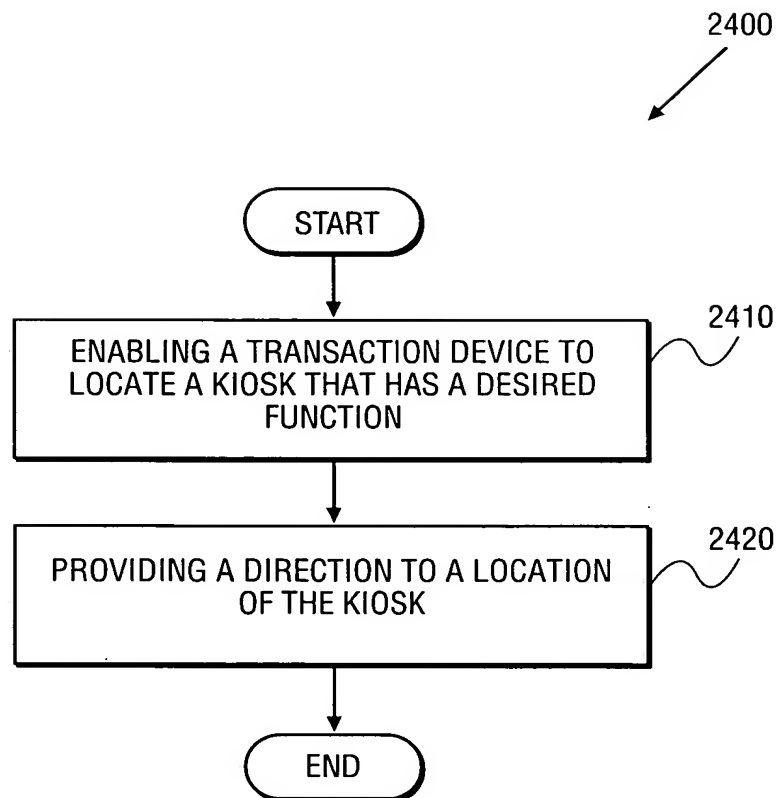 2400
START
ENABLING A TRANSACTION DEVICE TO
LOCATE A KIOSK THAT HAS A DESIRED
FUNCTION
2410
PROVIDING A DIRECTION TO A LOCATION
OF THE KIOSK
2420
END